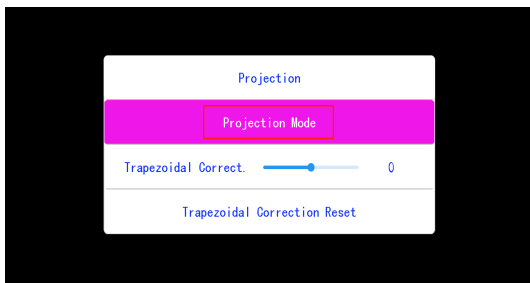 Projection
Projection Mode
Trapezoidal Correct. 0
Trapezoidal Correction Reset